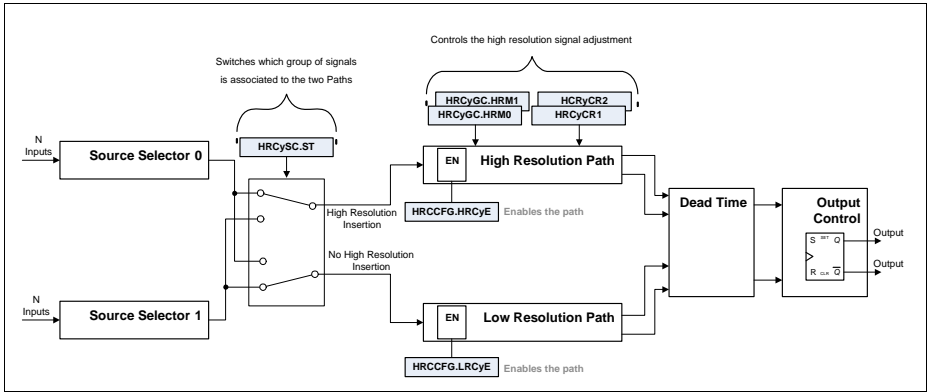 Controls the high resolution signal adjustment
Switches which group of signals
is associated to the two Paths
HRCyGC.HRM1
HCRyCR2
HRCyGC.HRM0
HRCyCR1
HRCySC.ST
N
Inputs
Source Selector 0
EN
High Resolution Path
HRCCFG.HRCyE
Enables the path
High Resolution
Insertion
Dead Time
Output
Control
S SET Q
R CLR Q
Output
Output
No High Resolution
Insertion
N
Inputs
Source Selector 1
EN
Low Resolution Path
HRCCFG.LRCyE
Enables the path